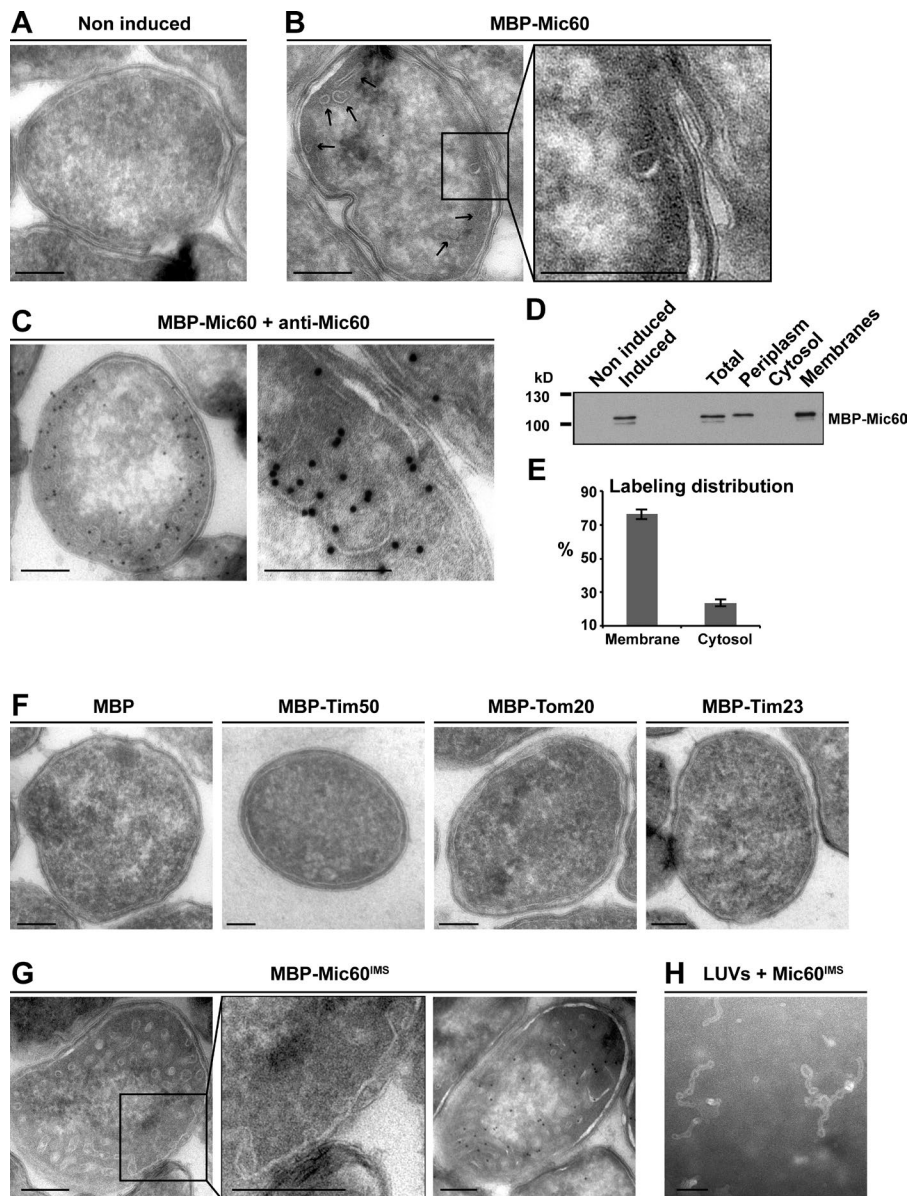 A
Non induced
B
MBP-Mic60
C
MBP-Mic60 + anti-Mic60
D
Non induced
Induced
Total
Periplasm
Cytosol
Membranes
kD
130
100
MBP-Mic60
E
Labeling distribution
90
70
%
50
30
10
Membrane
Cytosol
F
MBP
MBP-Tim50
MBP-Tom20
MBP-Tim23
G
MBP-Mic60IMS
H
LUVs + Mic60IMS